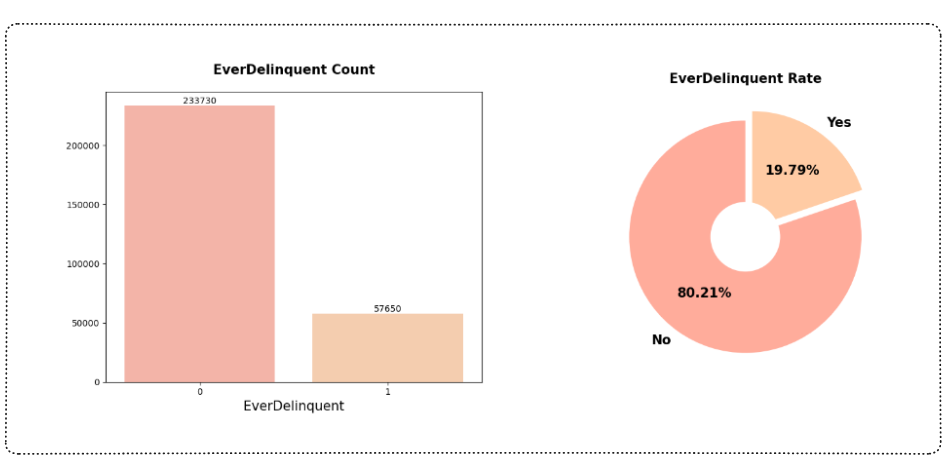 EverDelinquent Count
233730
200000
150000
100000
57650
50000
0
0 1
EverDelinquent
EverDelinquent Rate
Yes
19.79%
80.21%
No